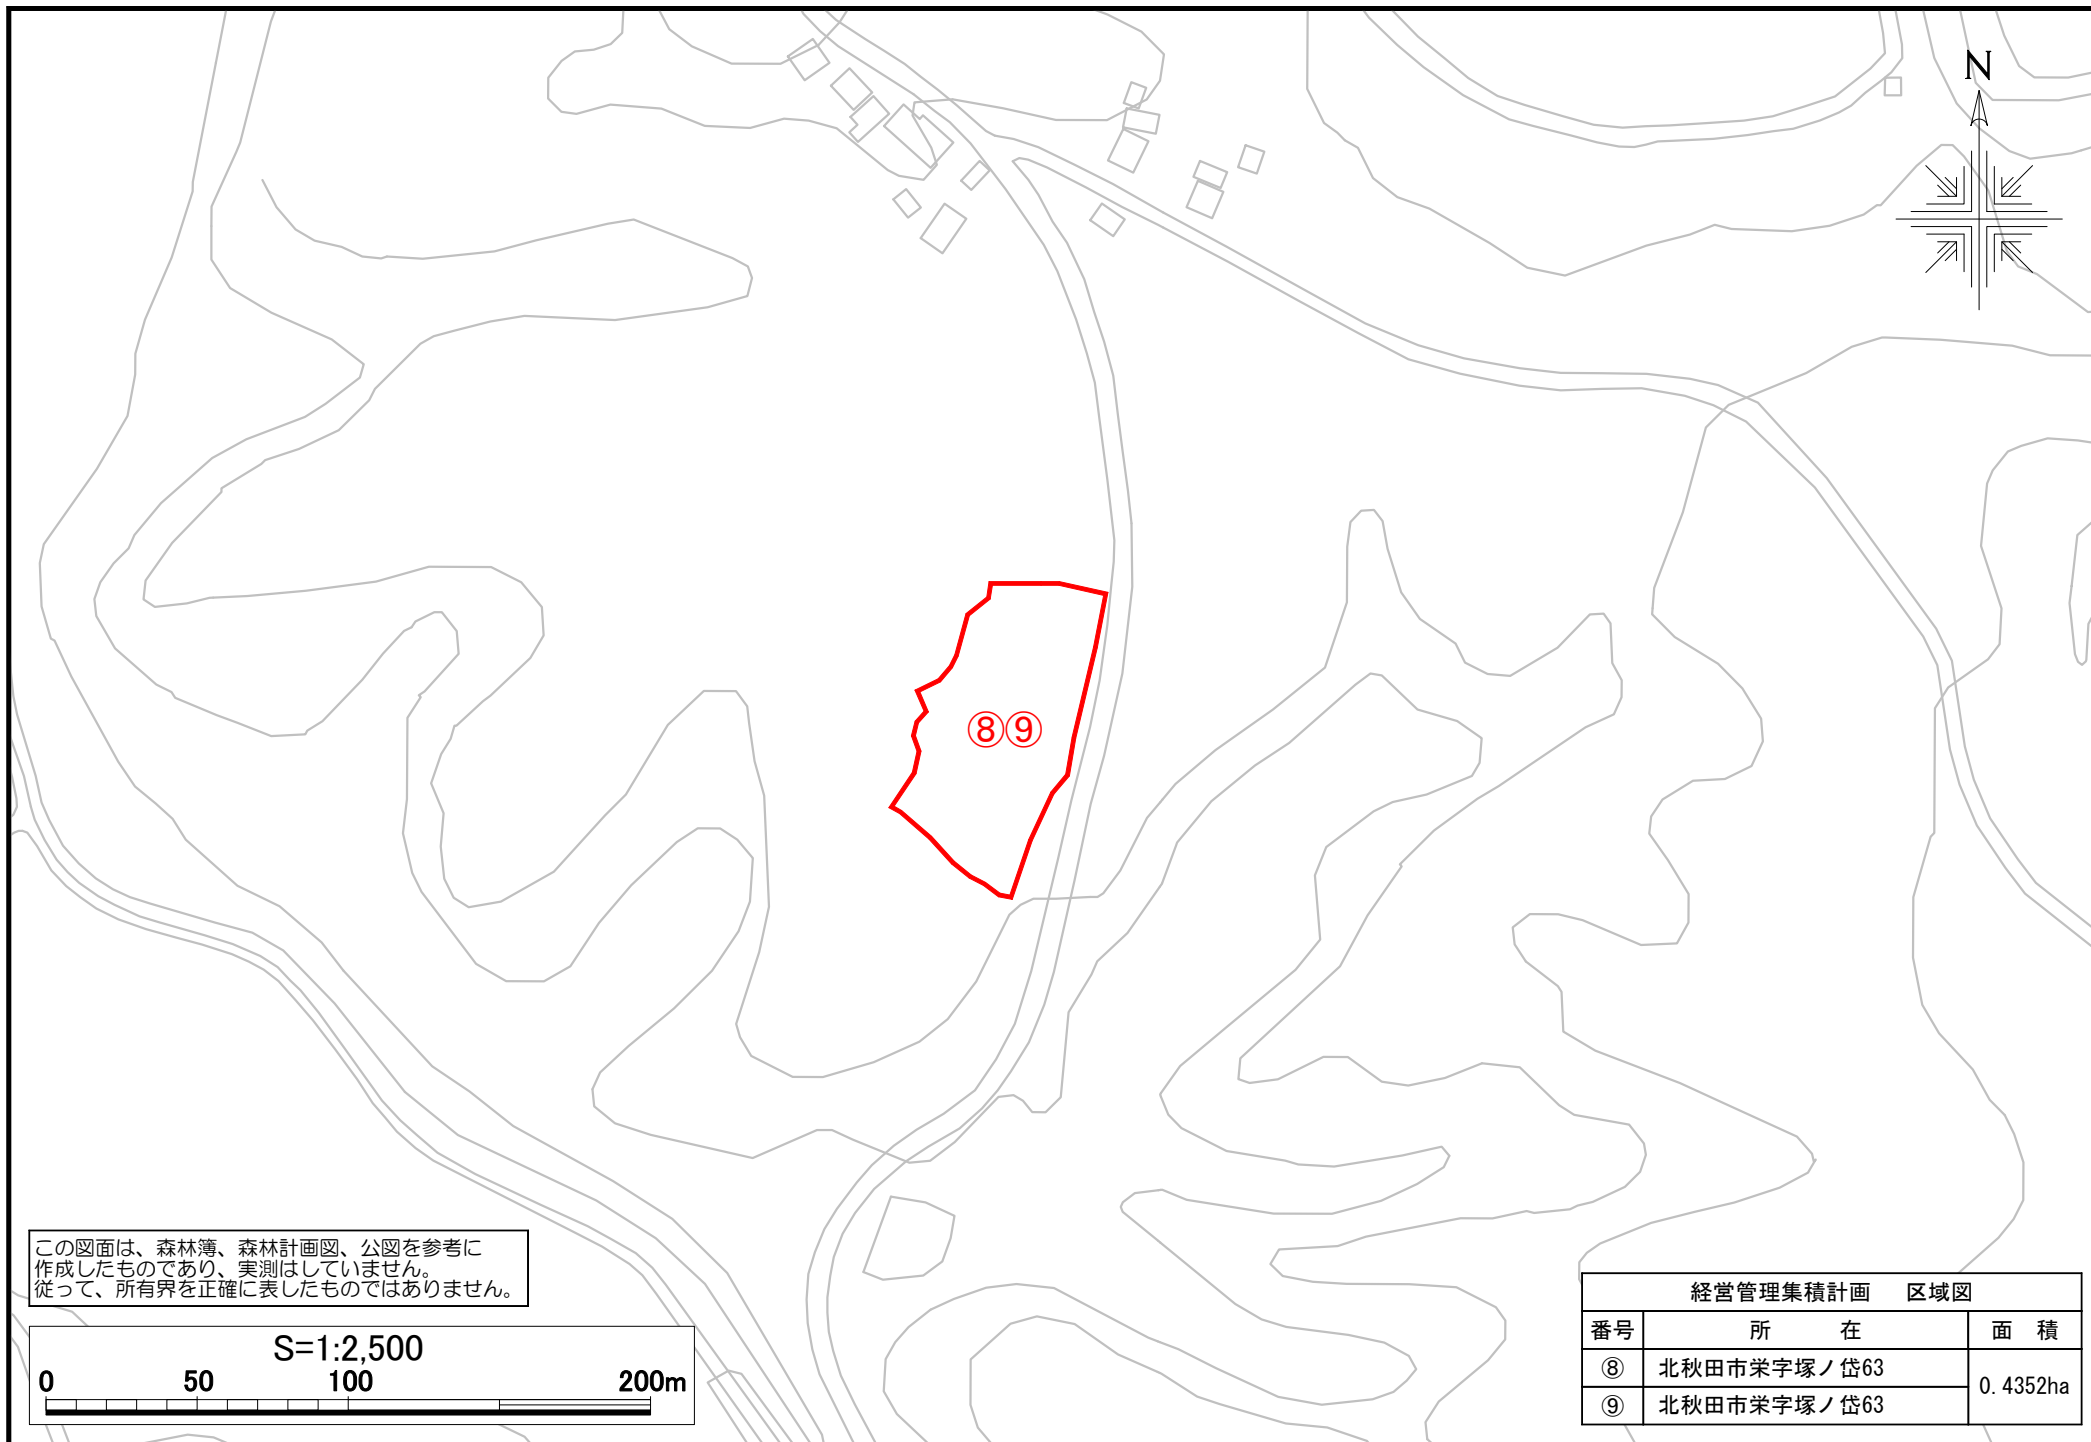 N
⑧⑨
この図面は、森林簿、森林計画図、公図を参考に
作成したものであり、実測はしていません。
従って、所有界を正確に表したものではありません。
S=1:2,500
0 50 100 200m
経営管理集積計画 区域図
番号 所 在 面 積
⑧ 北秋田市栄字塚ノ岱63 0.4352ha
⑨ 北秋田市栄字塚ノ岱63